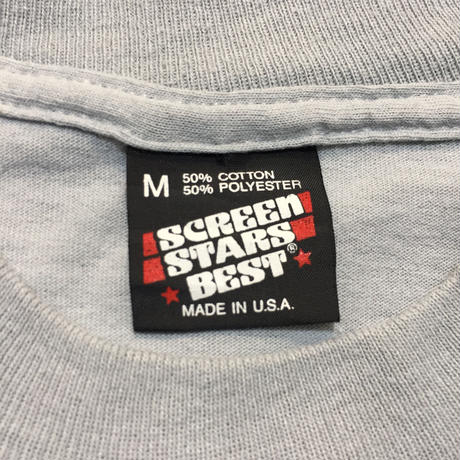 M 50% COTTON
50% POLYESTER
SCREEN
STARS
BEST®
MADE IN U.S.A.